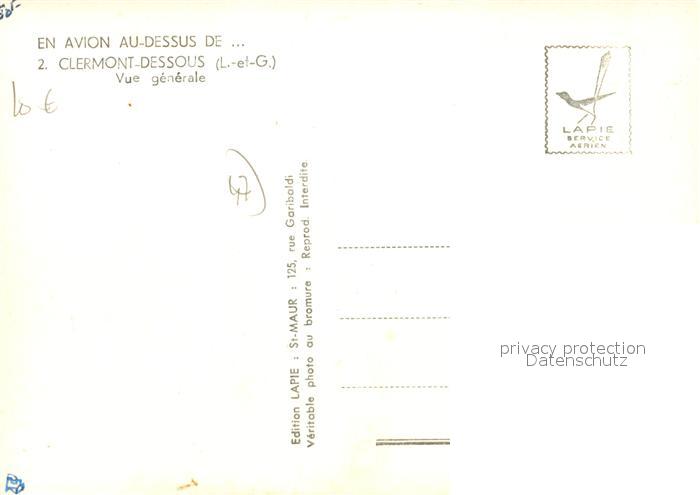 EN AVION AU-DESSUS DE ...
2. CLERMONT-DESSOUS (L.-et-G.)
Vue générale
10 €
47
LAPIE
SERVICE
AERIEN
Edition LAPIE : St-MAUR : 125, rue Garibaldi
Véritable photo au bromure : Reprod. Interdite
privacy protection
Datenschutz